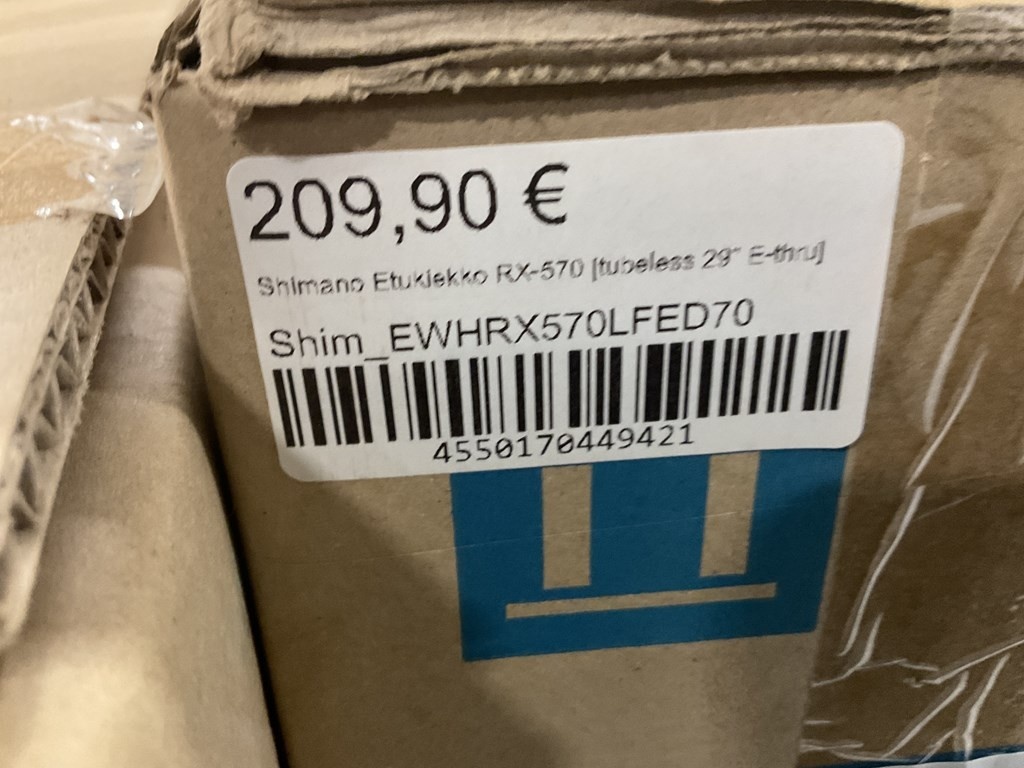 209,90 €
Shimano Etukiekko RX-570 [tubeless 29" E-thru]
Shim_EWHRX570LFED70
4550170449421